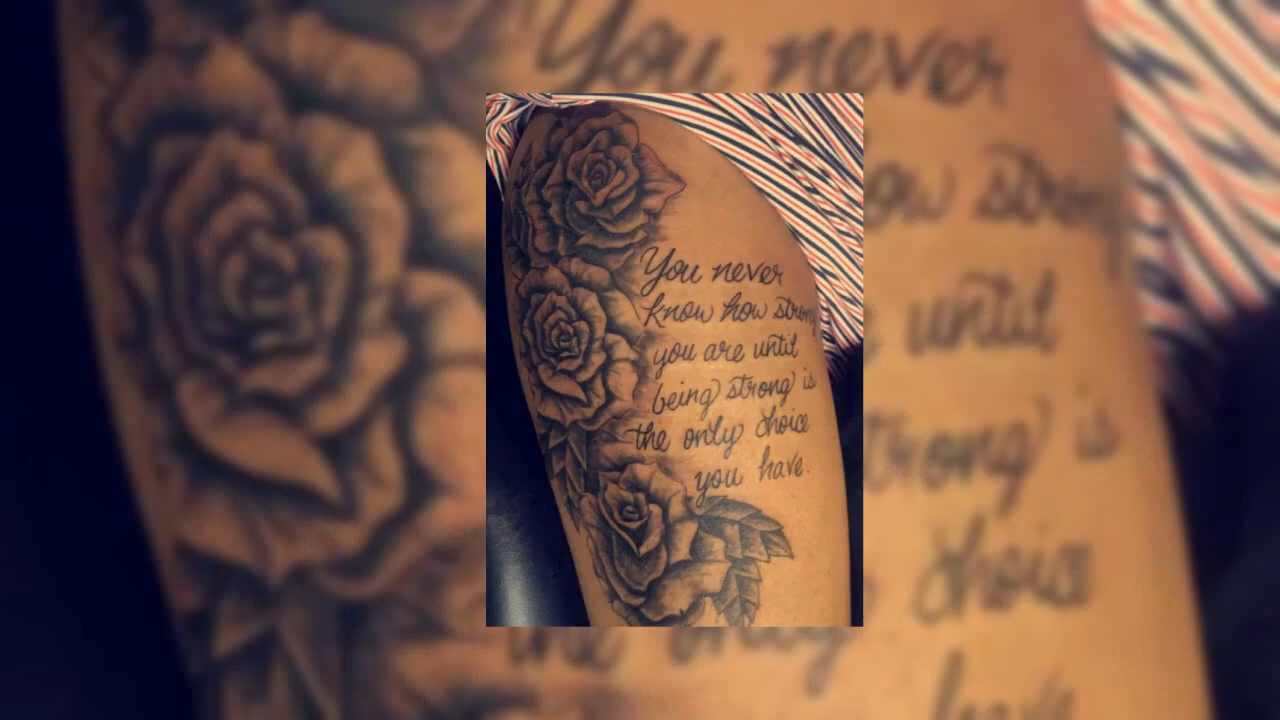 You never
know how strong
you are until
being strong is
the only choice
you have.